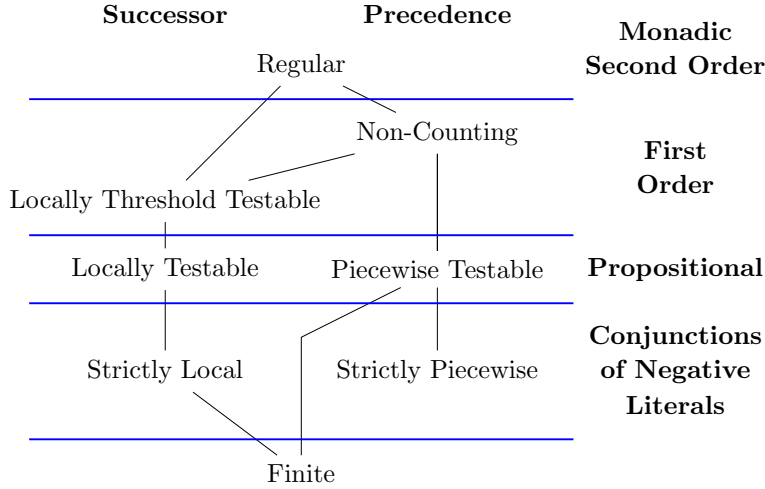 Successor
Precedence
Monadic
Second Order
Regular
Non-Counting
First
Order
Locally Threshold Testable
Locally Testable
Piecewise Testable
Propositional
Conjunctions
of Negative
Literals
Strictly Local
Strictly Piecewise
Finite